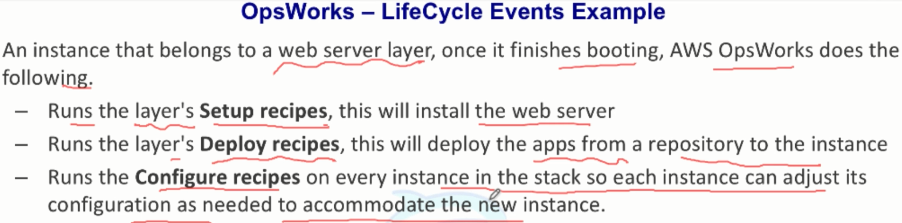 OpsWorks – LifeCycle Events Example
An instance that belongs to a web server layer, once it finishes booting, AWS OpsWorks does the
following.
– Runs the layer's Setup recipes, this will install the web server
– Runs the layer's Deploy recipes, this will deploy the apps from a repository to the instance
– Runs the Configure recipes on every instance in the stack so each instance can adjust its
configuration as needed to accommodate the new instance.